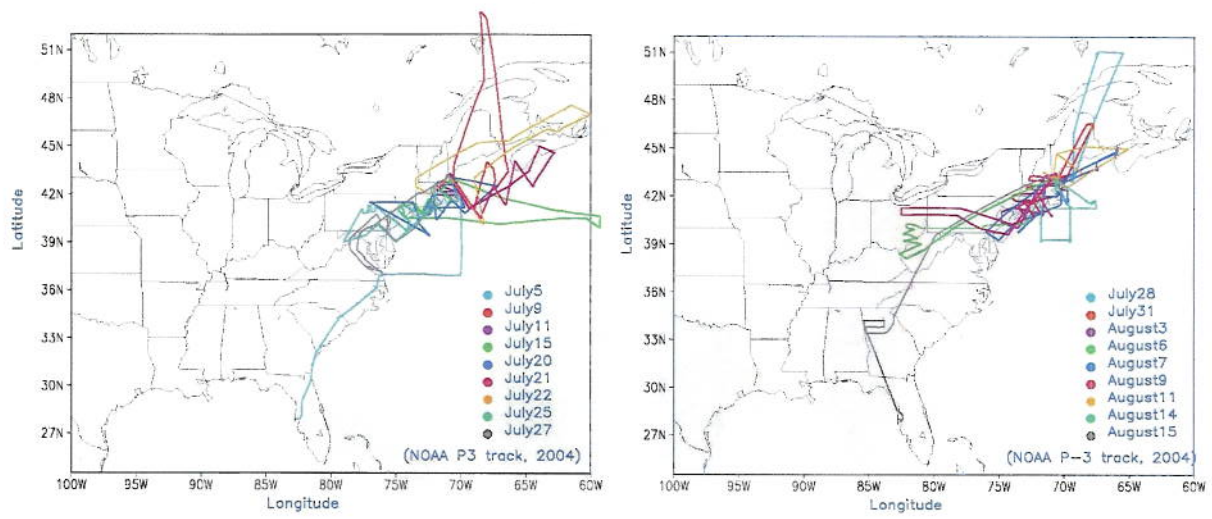 51N
48N
45N
42N
39N
36N
33N
30N
27N
Latitude
July5
July9
July11
July15
July20
July21
July22
July25
July27
(NOAA P3 track, 2004)
100W 95W 90W 85W 80W 75W 70W 65W 60W
Longitude
51N
48N
45N
42N
39N
36N
33N
30N
27N
Latitude
July28
July31
August3
August6
August7
August9
August11
August14
August15
(NOAA P-3 track, 2004)
100W 95W 90W 85W 80W 75W 70W 65W 60W
Longitude